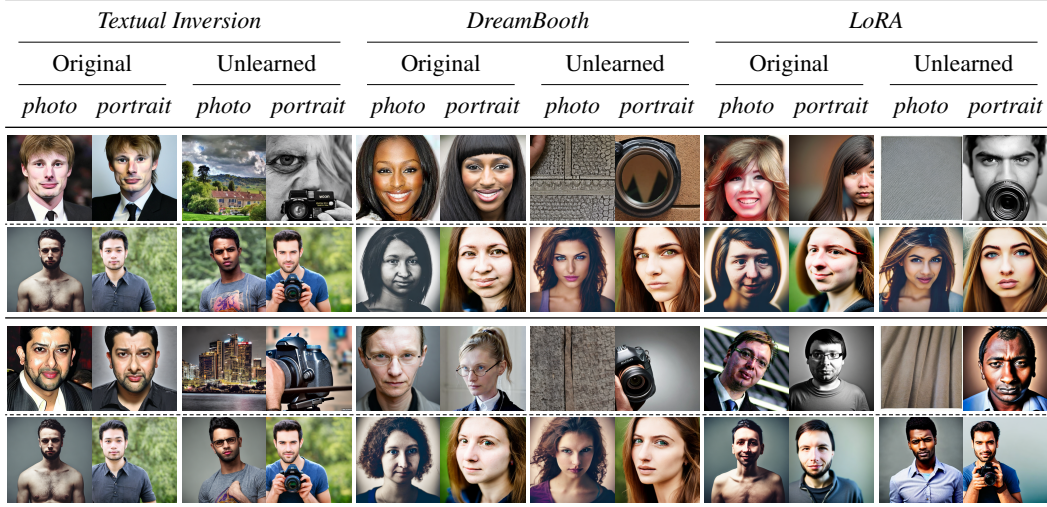 Textual Inversion DreamBooth LoRA
Original Unlearned Original Unlearned Original Unlearned
photo portrait photo portrait photo portrait photo portrait photo portrait photo portrait